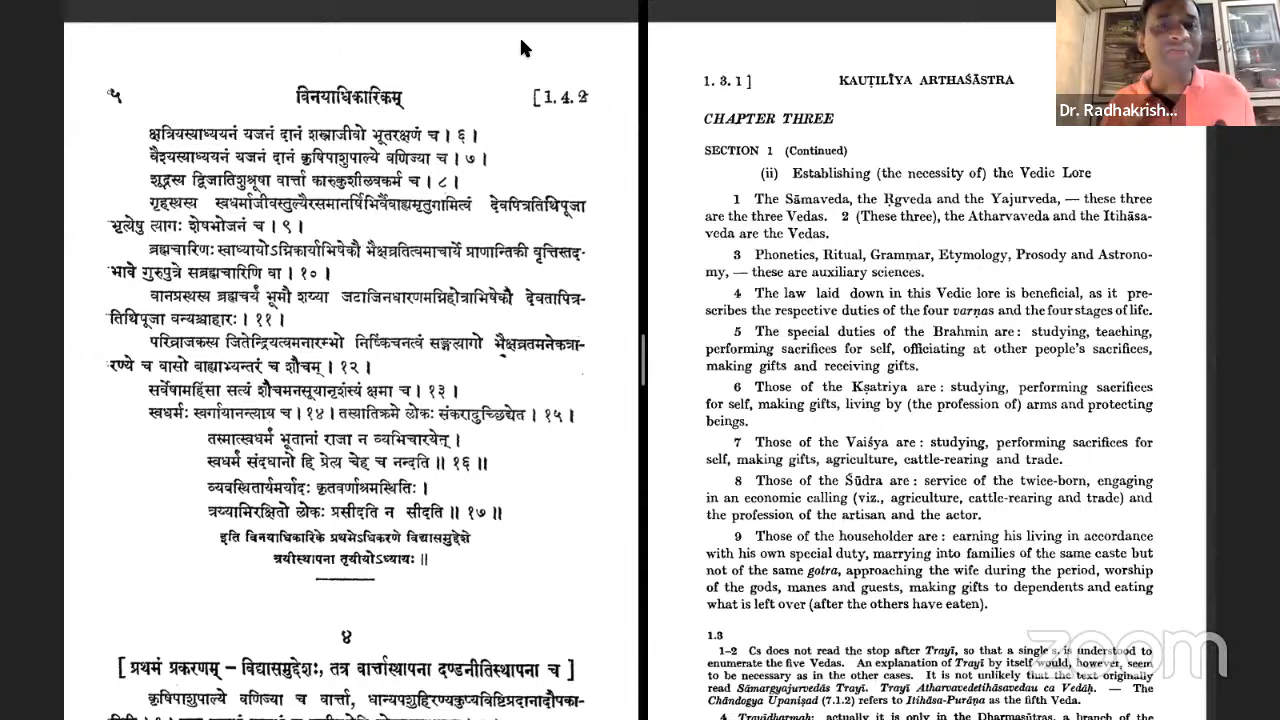 ५ विनयाधिकारिकम् [1. 4. 2
क्षत्रियस्याध्ययनं यजनं दानं शस्त्राजीवो भूतरक्षणं च । ६ ।
वैश्यस्याध्ययनं यजनं दानं कृषिपाशुपाल्ये वणिज्या च । ७ ।
शूद्रस्य द्विजातिशुश्रूषा वार्त्ता कारुकुशीलवकर्म च । ८ ।
गृहस्थस्य स्वधर्माजीवस्तुल्यैरसमानर्षिभिर्वैवाह्यमृतुगामित्वं देवपित्रतिथिपूजा
भृत्येषु त्यागः शेषभोजनं च । ९ ।
ब्रह्मचारिणः स्वाध्यायोऽग्निकार्याभिषेकौ भैक्षव्रतित्वमाचार्ये प्राणान्तिकी वृत्तिस्तद-
भावे गुरुपुत्रे सब्रह्मचारिणि वा । १० ।
वानप्रस्थस्य ब्रह्मचर्यं भूमौ शय्या जटाजिनधारणमग्निहोत्राभिषेकौ देवतापित्र-
तिथिपूजा वन्यश्चाहारः । ११ ।
परिव्राजकस्य जितेन्द्रियत्वमनारम्भो निष्किंचनत्वं सङ्गत्यागो भैक्षव्रतमनेकत्रा-
रण्ये च वासो बाह्याभ्यन्तरं च शौचम् । १२ ।
सर्वेषामहिंसा सत्यं शौचमनसूयानृशंस्यं क्षमा च । १३ ।
स्वधर्मः स्वर्गायानन्त्याय च । १४ । तस्यातिक्रमे लोकः संकरादुच्छिद्येत । १५ ।
तस्मात्स्वधर्मं भूतानां राजा न व्यभिचारयेत् ।
स्वधर्मं संदधानो हि प्रेत्य चेह च नन्दति ॥ १६ ॥
व्यवस्थितार्यमर्यादः कृतवर्णाश्रमस्थितिः ।
त्रय्याभिरक्षितो लोकः प्रसीदति न सीदति ॥ १७ ॥
इति विनयाधिकारिके प्रथमेऽधिकरणे विद्यासमुद्देशे
त्रयीस्थापना तृतीयोऽध्यायः ॥
४
[ प्रथमं प्रकरणम् – विद्यासमुद्देशः, तत्र वार्त्तास्थापना दण्डनीतिस्थापना च ]
कृषिपाशुपाल्ये वणिज्या च वार्त्ता, धान्यपशुहिरण्यकुप्यविष्टिप्रदानादौपका-
1. 3. 1 ] KAUṬILĪYA ARTHAŚĀSTRA
CHAPTER THREE
SECTION 1 (Continued)
(ii) Establishing (the necessity of) the Vedic Lore
1 The Sāmaveda, the Ṛgveda and the Yajurveda, — these three
are the three Vedas. 2 (These three), the Atharvaveda and the Itihāsa-
veda are the Vedas.
3 Phonetics, Ritual, Grammar, Etymology, Prosody and Astrono-
my, — these are auxiliary sciences.
4 The law laid down in this Vedic lore is beneficial, as it pre-
scribes the respective duties of the four varṇas and the four stages of life.
5 The special duties of the Brahmin are : studying, teaching,
performing sacrifices for self, officiating at other people's sacrifices,
making gifts and receiving gifts.
6 Those of the Kṣatriya are : studying, performing sacrifices
for self, making gifts, living by (the profession of) arms and protecting
beings.
7 Those of the Vaiśya are : studying, performing sacrifices for
self, making gifts, agriculture, cattle-rearing and trade.
8 Those of the Śūdra are : service of the twice-born, engaging
in an economic calling (viz., agriculture, cattle-rearing and trade) and
the profession of the artisan and the actor.
9 Those of the householder are : earning his living in accordance
with his own special duty, marrying into families of the same caste but
not of the same gotra, approaching the wife during the period, worship
of the gods, manes and guests, making gifts to dependents and eating
what is left over (after the others have eaten).
1.3
1-2 Cs does not read the stop after Trayī, so that a single s. is understood to
enumerate the five Vedas. An explanation of Trayī by itself would, however, seem
to be necessary as in the other cases. It is not unlikely that the text originally
read Sāmargyajurvedās Trayī. Trayī Atharvavedetihāsavedau ca Vedāḥ. — The
Chāndogya Upaniṣad (7.1.2) refers to Itihāsa-Purāṇa as the fifth Veda.
4 Trayīdharmaḥ: actually it is only in the Dharmasūtras, a branch of the
Dr. Radhakrish...
zoom